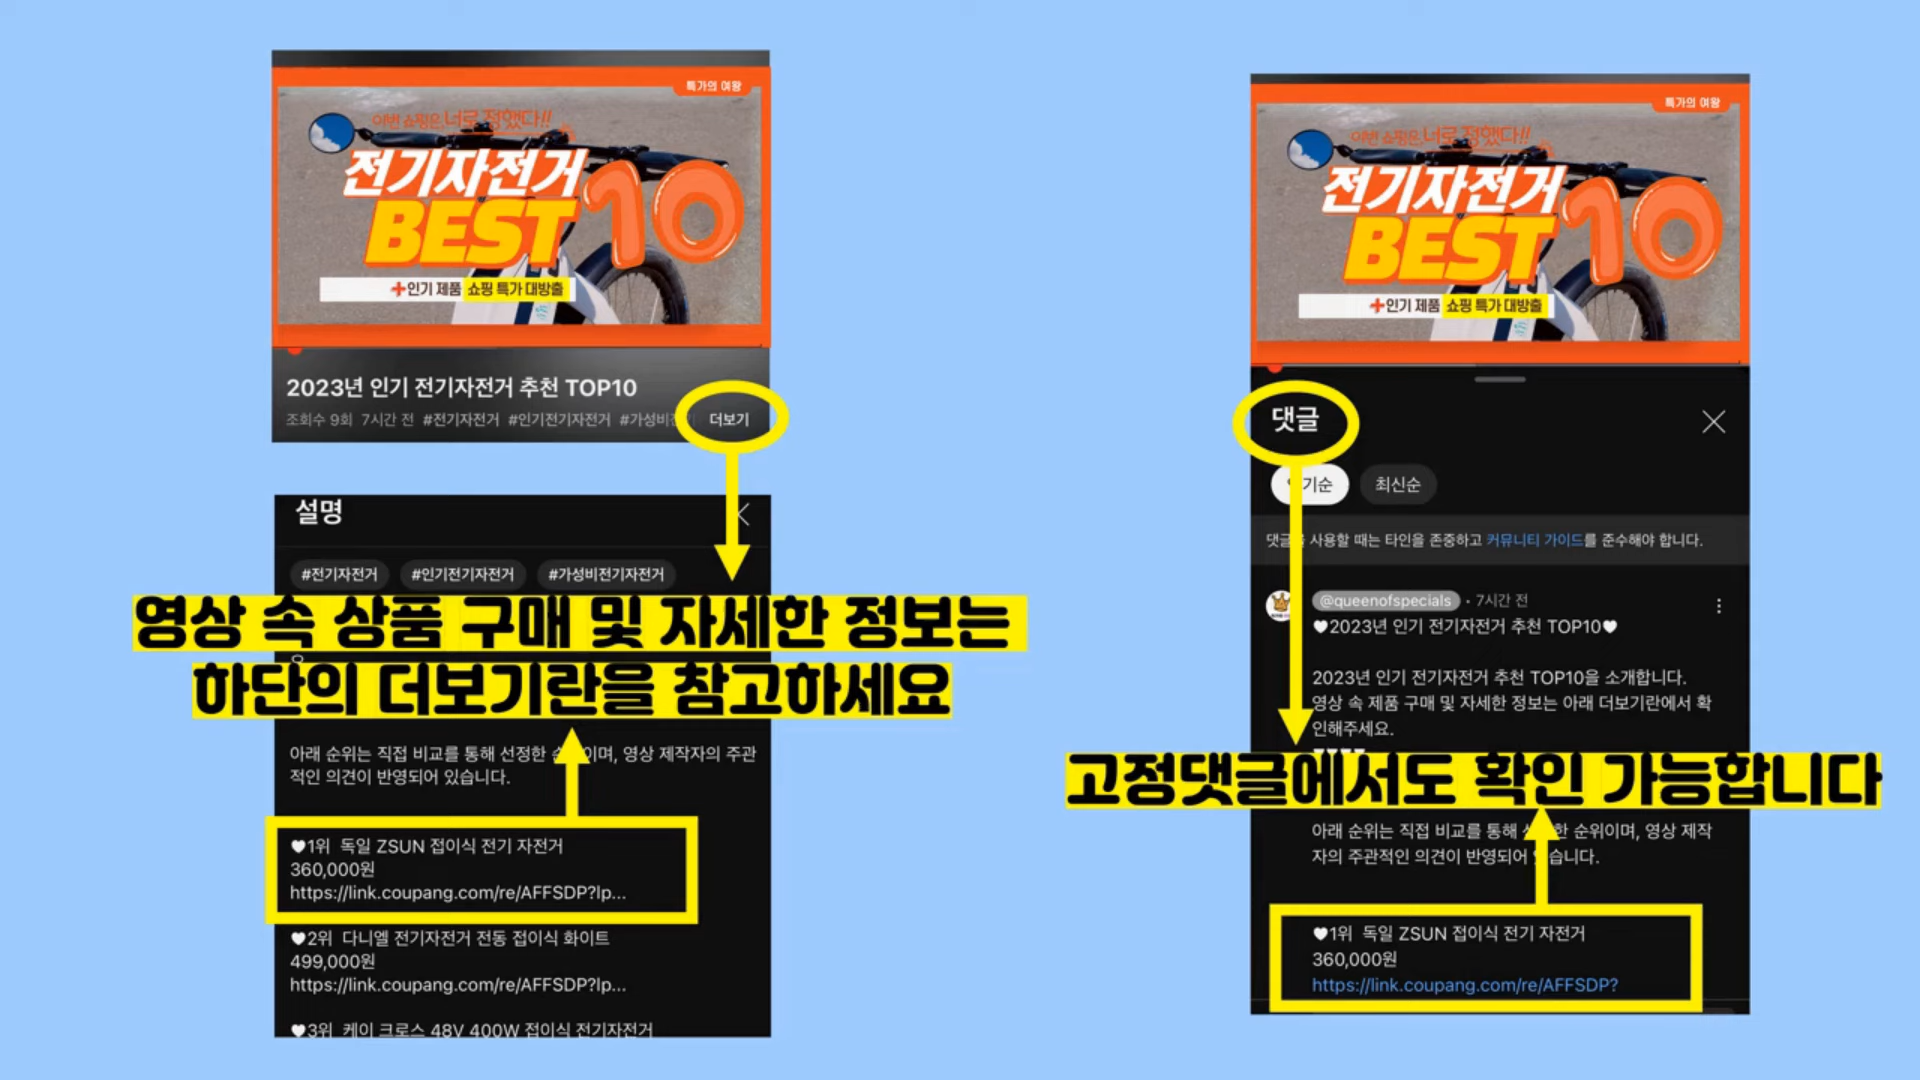 특가의 여왕
이번 쇼핑은,너로 정했다!!
전기자전거
BEST 10
+인기 제품 쇼핑 특가 대방출
2023년 인기 전기자전거 추천 TOP10
조회수 9회 7시간 전 #전기자전거 #인기전기자전거 #가성비전
더보기
설명
#전기자전거 #인기전기자전거 #가성비전기자전거
영상 속 상품 구매 및 자세한 정보는
하단의 더보기란을 참고하세요
아래 순위는 직접 비교를 통해 선정한 순위이며, 영상 제작자의 주관
적인 의견이 반영되어 있습니다.
♥1위 독일 ZSUN 접이식 전기 자전거
360,000원
https://link.coupang.com/re/AFFSDP?lp...
♥2위 다니엘 전기자전거 전동 접이식 화이트
499,000원
https://link.coupang.com/re/AFFSDP?lp...
♥3위 케이 크로스 48V 400W 접이식 전기자전거
특가의 여왕
이번 쇼핑은,너로 정했다!!
전기자전거
BEST 10
+인기 제품 쇼핑 특가 대방출
댓글
인기순 최신순
댓글을 사용할 때는 타인을 존중하고 커뮤니티 가이드를 준수해야 합니다.
@queenofspecials · 7시간 전
♥2023년 인기 전기자전거 추천 TOP10♥
2023년 인기 전기자전거 추천 TOP10을 소개합니다.
영상 속 제품 구매 및 자세한 정보는 아래 더보기란에서 확
인해주세요.
고정댓글에서도 확인 가능합니다
아래 순위는 직접 비교를 통해 선정한 순위이며, 영상 제작
자의 주관적인 의견이 반영되어 있습니다.
♥1위 독일 ZSUN 접이식 전기 자전거
360,000원
https://link.coupang.com/re/AFFSDP?